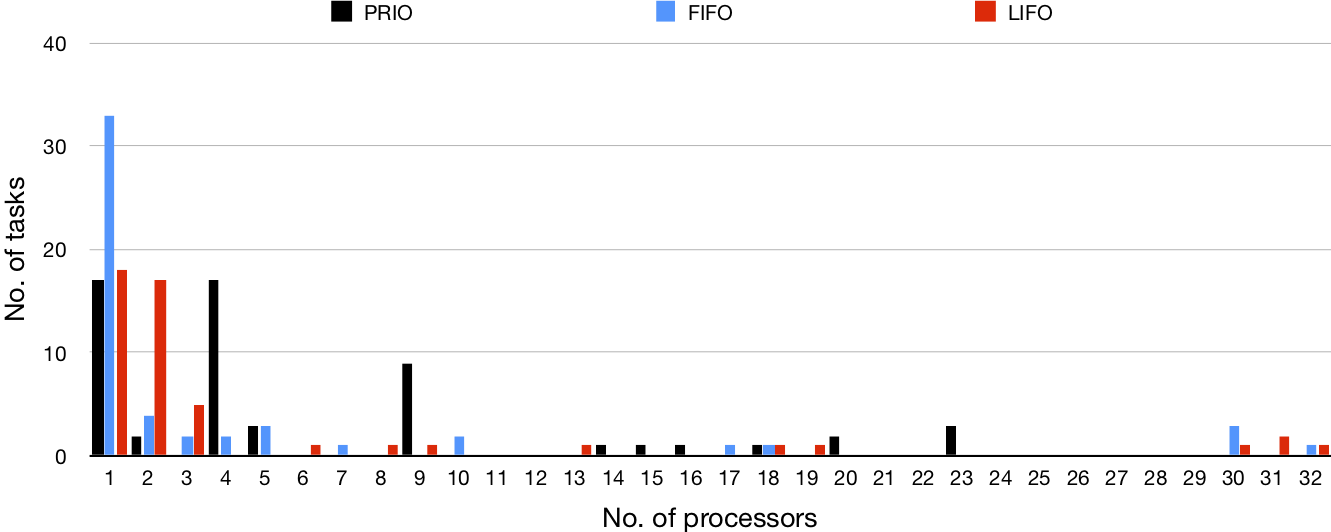 PRIO FIFO LIFO
40
30
20
10
0
No. of tasks
1 2 3 4 5 6 7 8 9 10 11 12 13 14 15 16 17 18 19 20 21 22 23 24 25 26 27 28 29 30 31 32
No. of processors